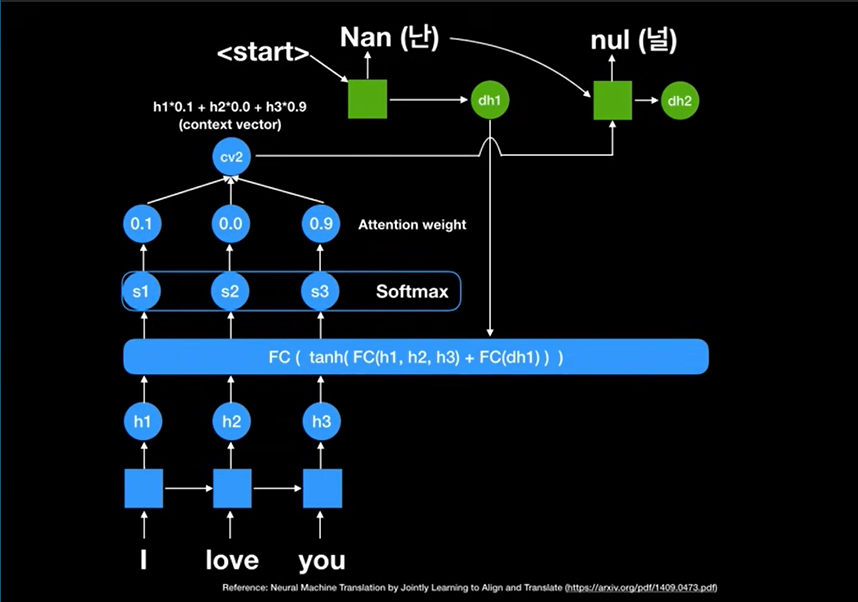 <start>
Nan (난)
nul (널)
dh1
dh2
h1*0.1 + h2*0.0 + h3*0.9
(context vector)
cv2
0.1
0.0
0.9
Attention weight
s1
s2
s3
Softmax
FC ( tanh( FC(h1, h2, h3) + FC(dh1) ) )
h1
h2
h3
I
love
you
Reference: Neural Machine Translation by Jointly Learning to Align and Translate (https://arxiv.org/pdf/1409.0473.pdf)